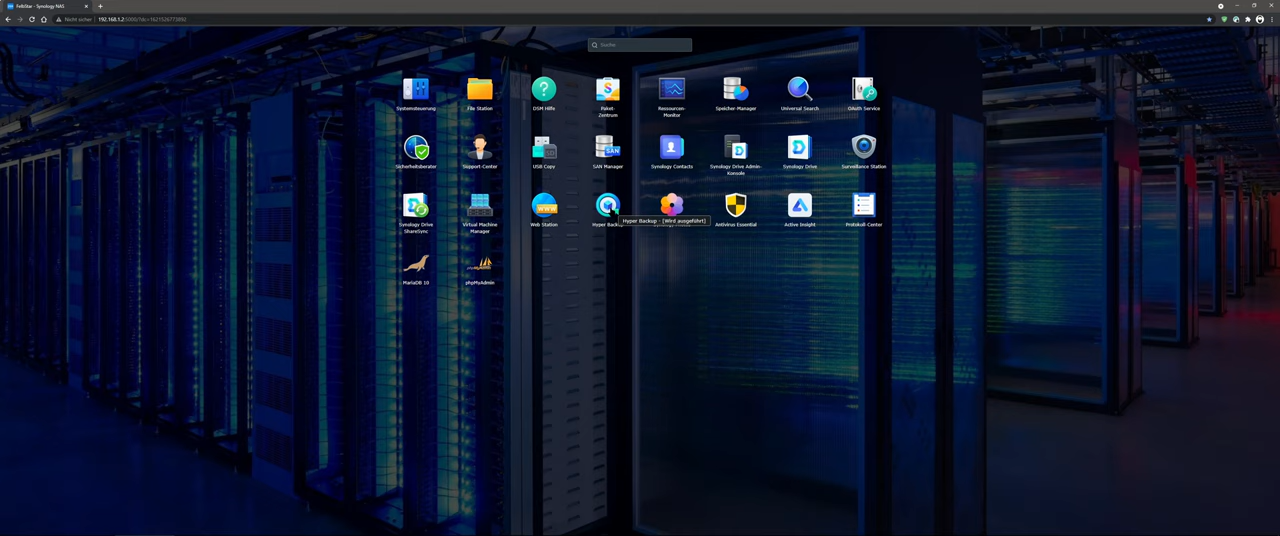 FelbStar - Synology NAS
Nicht sicher
192.168.1.2:5000/?dc=1621526773892
Suche
Systemsteuerung
File Station
DSM Hilfe
Paket-
Zentrum
Ressourcen-
Monitor
Speicher-Manager
Universal Search
OAuth Service
Sicherheitsberater
Support-Center
USB Copy
SAN Manager
Synology Contacts
Synology Drive Admin-
Konsole
Synology Drive
Surveillance Station
Synology Drive
ShareSync
Virtual Machine
Manager
Web Station
Hyper Backup
Hyper Backup - [Wird ausgeführt]
Antivirus Essential
Active Insight
Protokoll-Center
MariaDB 10
phpMyAdmin